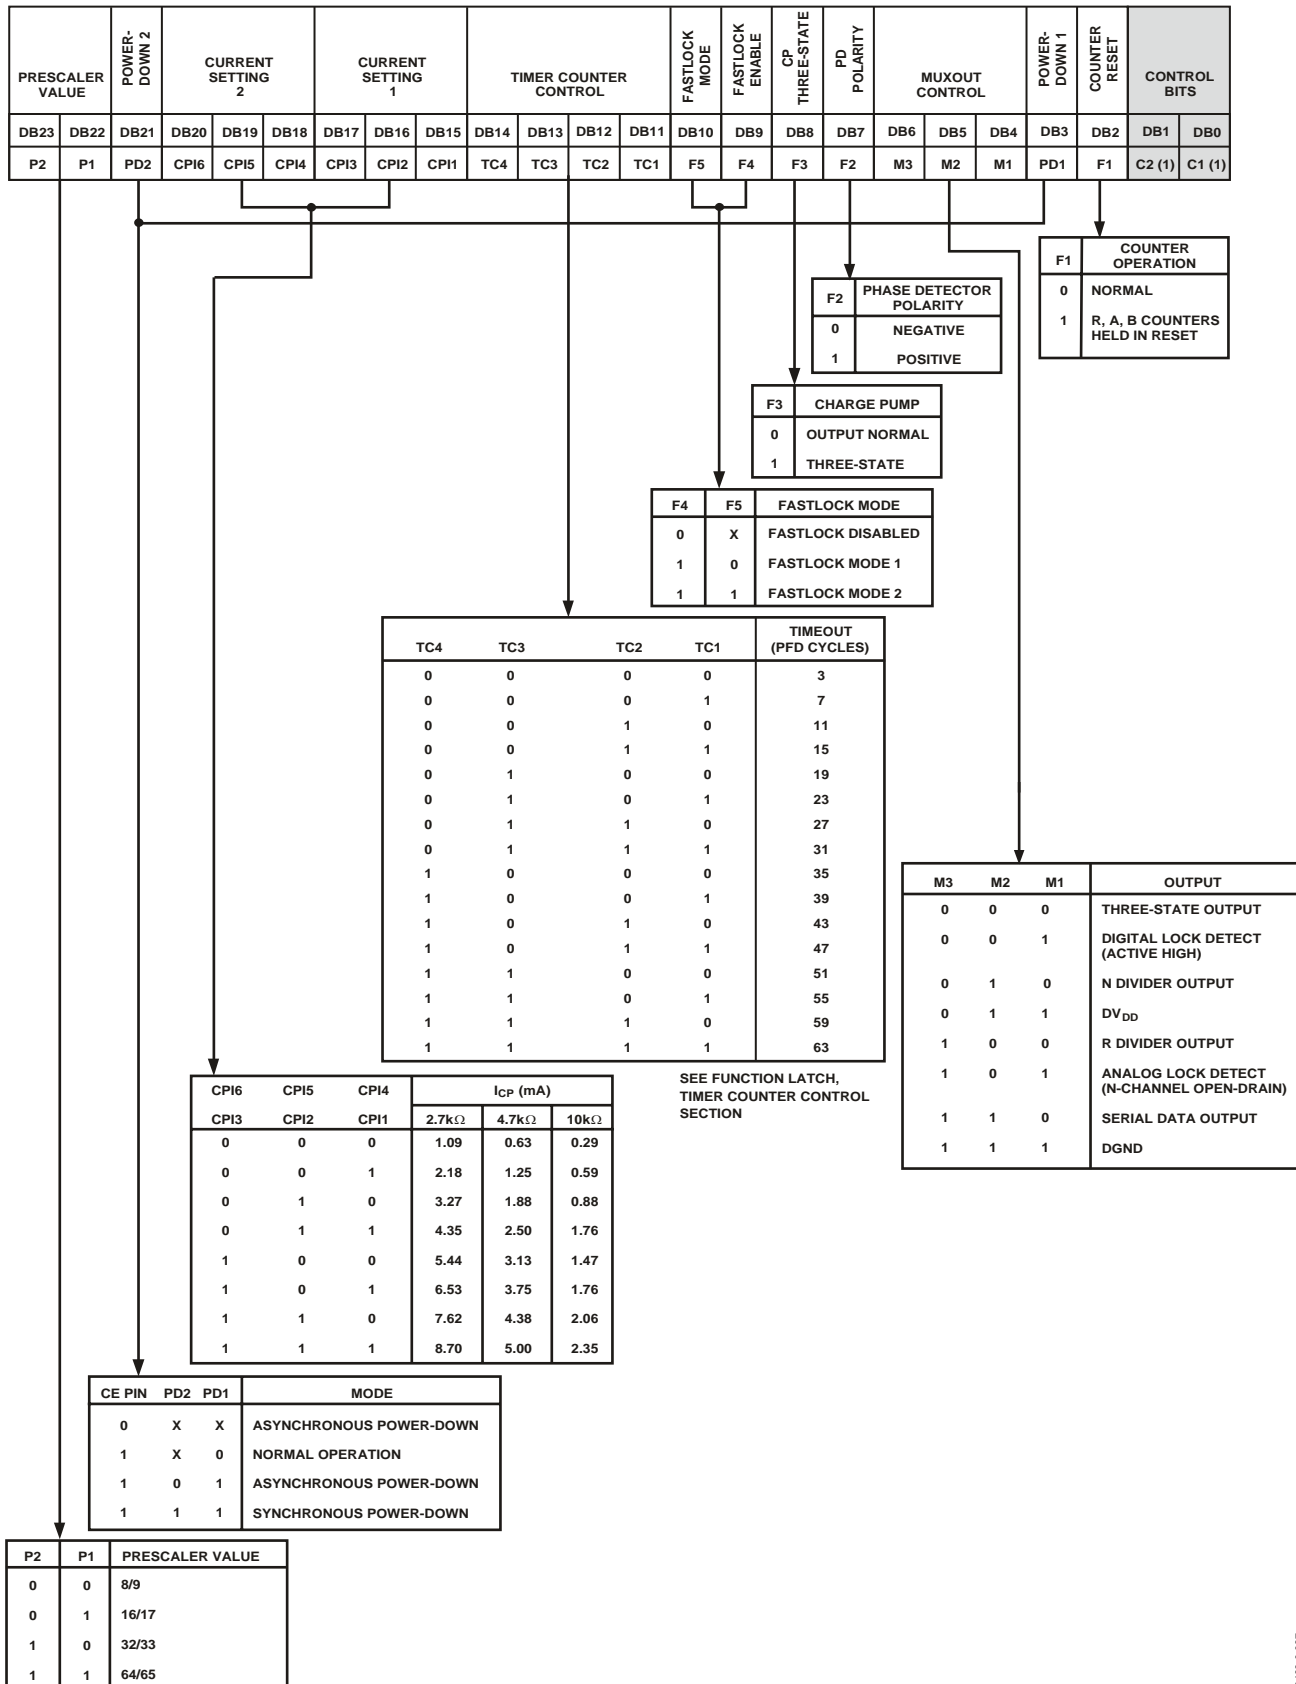 PRESCALER VALUE
POWER-DOWN 2
CURRENT SETTING 2
CURRENT SETTING 1
TIMER COUNTER CONTROL
FASTLOCK MODE
FASTLOCK ENABLE
CP THREE-STATE
PD POLARITY
MUXOUT CONTROL
POWER-DOWN 1
COUNTER RESET
CONTROL BITS
DB23 DB22 DB21 DB20 DB19 DB18 DB17 DB16 DB15 DB14 DB13 DB12 DB11 DB10 DB9 DB8 DB7 DB6 DB5 DB4 DB3 DB2 DB1 DB0
P2 P1 PD2 CPI6 CPI5 CPI4 CPI3 CPI2 CPI1 TC4 TC3 TC2 TC1 F5 F4 F3 F2 M3 M2 M1 PD1 F1 C2 (1) C1 (1)
F1 COUNTER OPERATION
0 NORMAL
1 R, A, B COUNTERS
HELD IN RESET
F2 PHASE DETECTOR POLARITY
0 NEGATIVE
1 POSITIVE
F3 CHARGE PUMP
0 OUTPUT NORMAL
1 THREE-STATE
F4 F5 FASTLOCK MODE
0 X FASTLOCK DISABLED
1 0 FASTLOCK MODE 1
1 1 FASTLOCK MODE 2
TC4 TC3 TC2 TC1 TIMEOUT (PFD CYCLES)
0 0 0 0 3
0 0 0 1 7
0 0 1 0 11
0 0 1 1 15
0 1 0 0 19
0 1 0 1 23
0 1 1 0 27
0 1 1 1 31
1 0 0 0 35
1 0 0 1 39
1 0 1 0 43
1 0 1 1 47
1 1 0 0 51
1 1 0 1 55
1 1 1 0 59
1 1 1 1 63
SEE FUNCTION LATCH,
TIMER COUNTER CONTROL
SECTION
M3 M2 M1 OUTPUT
0 0 0 THREE-STATE OUTPUT
0 0 1 DIGITAL LOCK DETECT
(ACTIVE HIGH)
0 1 0 N DIVIDER OUTPUT
0 1 1 DVDD
1 0 0 R DIVIDER OUTPUT
1 0 1 ANALOG LOCK DETECT
(N-CHANNEL OPEN-DRAIN)
1 1 0 SERIAL DATA OUTPUT
1 1 1 DGND
CPI6 CPI5 CPI4 ICP (mA)
CPI3 CPI2 CPI1 2.7kΩ 4.7kΩ 10kΩ
0 0 0 1.09 0.63 0.29
0 0 1 2.18 1.25 0.59
0 1 0 3.27 1.88 0.88
0 1 1 4.35 2.50 1.76
1 0 0 5.44 3.13 1.47
1 0 1 6.53 3.75 1.76
1 1 0 7.62 4.38 2.06
1 1 1 8.70 5.00 2.35
CE PIN PD2 PD1 MODE
0 X X ASYNCHRONOUS POWER-DOWN
1 X 0 NORMAL OPERATION
1 0 1 ASYNCHRONOUS POWER-DOWN
1 1 1 SYNCHRONOUS POWER-DOWN
P2 P1 PRESCALER VALUE
0 0 8/9
0 1 16/17
1 0 32/33
1 1 64/65